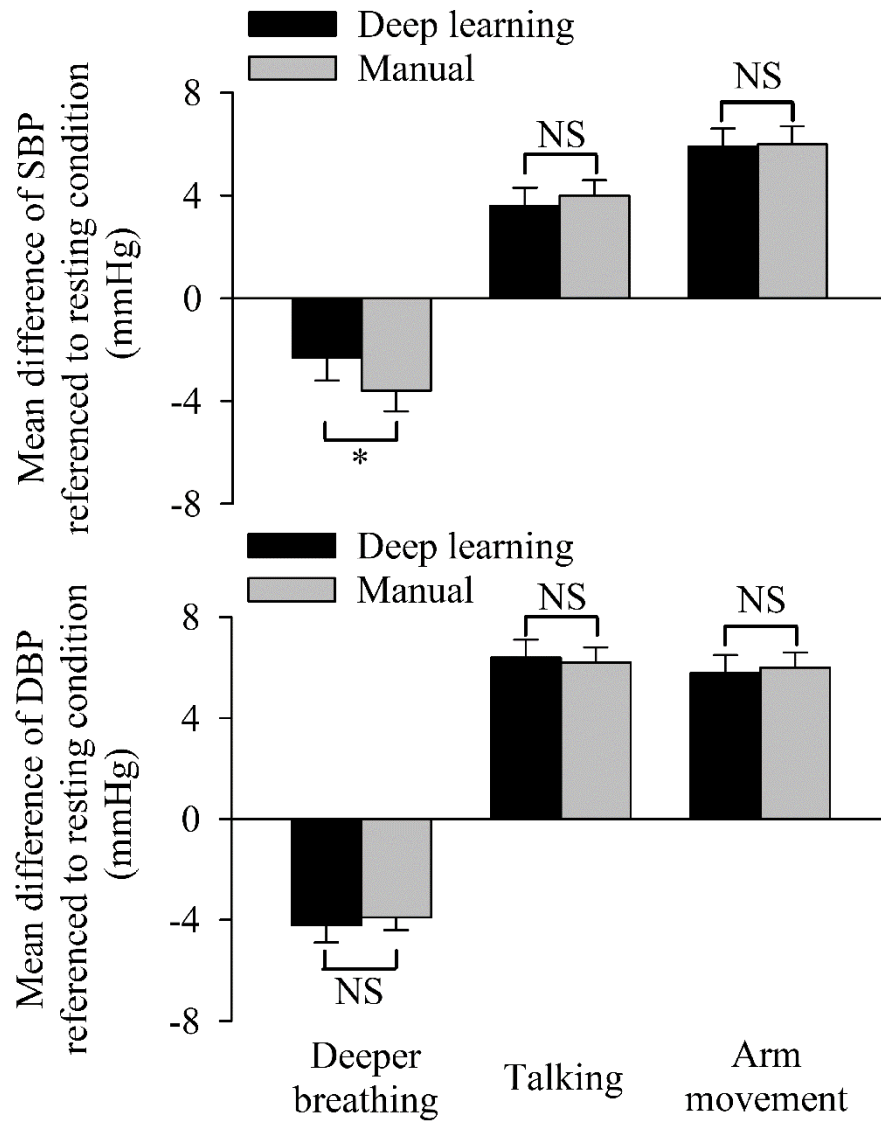 Deep learning
Manual
Mean difference of SBP
referenced to resting condition
(mmHg)
8
4
0
-4
-8
NS
NS
*
Deep learning
Manual
Mean difference of DBP
referenced to resting condition
(mmHg)
8
4
0
-4
-8
NS
NS
NS
Deeper
breathing
Talking
Arm
movement